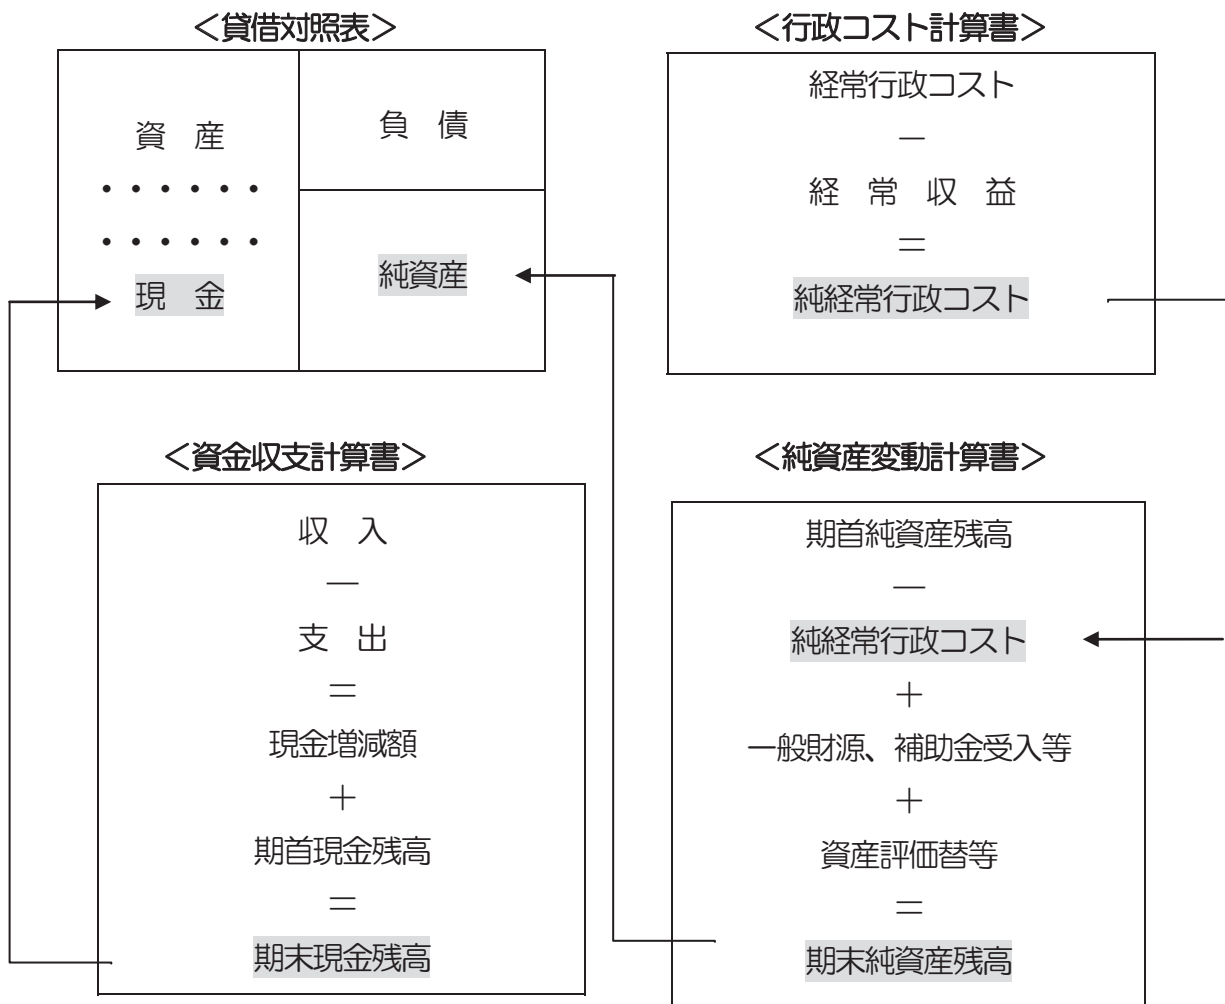 ＜貸借対照表＞
資　産
・・・・・・
・・・・・・
現　金
負　債
純資産
＜行政コスト計算書＞
経常行政コスト
－
経　常　収　益
＝
純経常行政コスト
＜資金収支計算書＞
収　入
－
支　出
＝
現金増減額
＋
期首現金残高
＝
期末現金残高
＜純資産変動計算書＞
期首純資産残高
－
純経常行政コスト
＋
一般財源、補助金受入等
＋
資産評価替等
＝
期末純資産残高